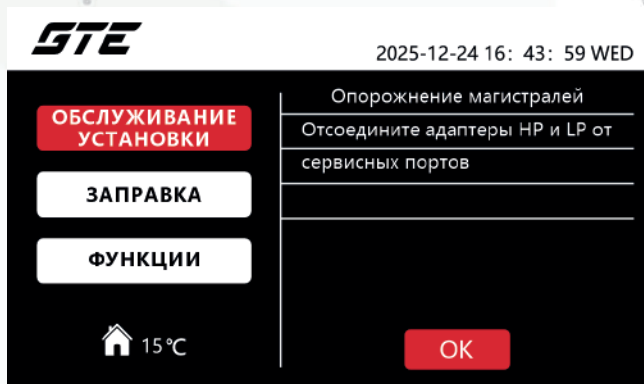 GTE
2025-12-24 16: 43: 59 WED
ОБСЛУЖИВАНИЕ
УСТАНОВКИ
ЗАПРАВКА
ФУНКЦИИ
15℃
Опорожнение магистралей
Отсоедините адаптеры HP и LP от
сервисных портов
OK